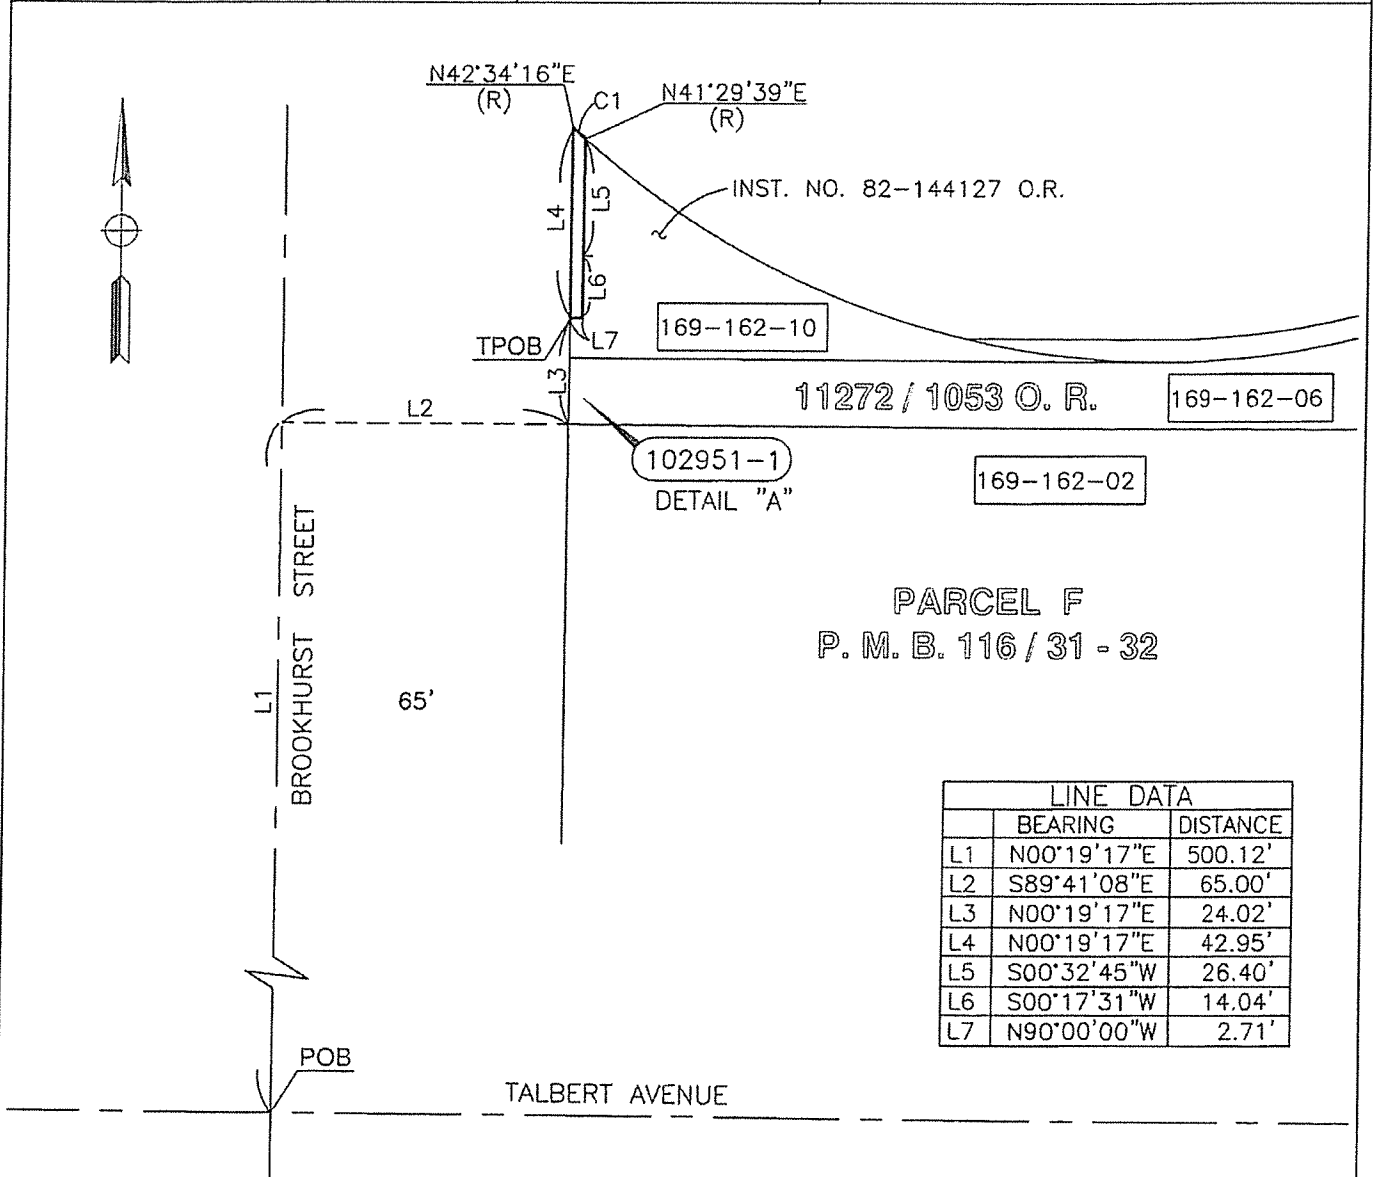 N42°34'16"E
(R)
C1
N41°29'39"E
(R)
INST. NO. 82-144127 O.R.
L4
L5
L6
169-162-10
TPOB
L7
L3
L2
11272 / 1053 O. R.
169-162-06
102951-1
DETAIL "A"
169-162-02
BROOKHURST STREET
PARCEL F
P. M. B. 116 / 31 - 32
L1
65'
LINE DATA
BEARING DISTANCE
L1 N00°19'17"E 500.12'
L2 S89°41'08"E 65.00'
L3 N00°19'17"E 24.02'
L4 N00°19'17"E 42.95'
L5 S00°32'45"W 26.40'
L6 S00°17'31"W 14.04'
L7 N90°00'00"W 2.71'
POB
TALBERT AVENUE